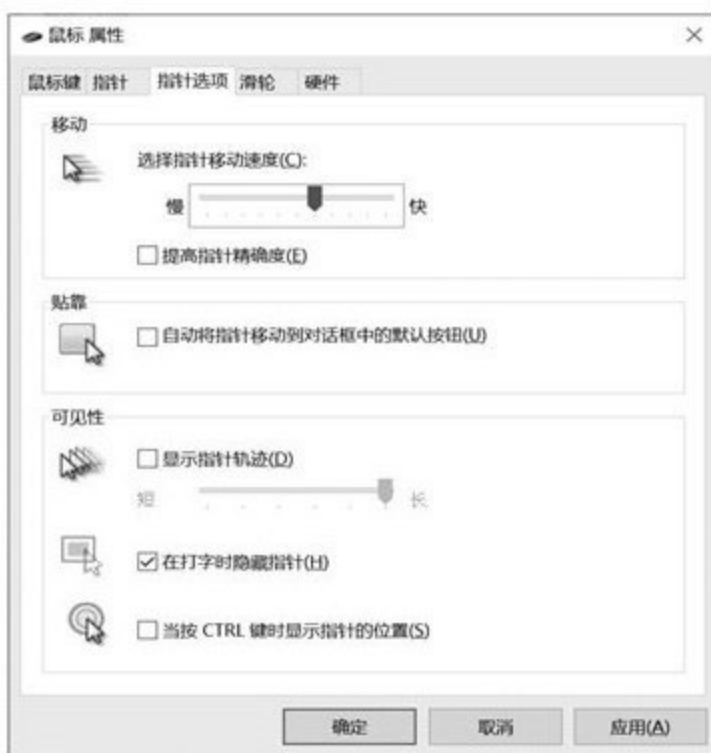 鼠标 属性
鼠标键 指针 指针选项 滑轮 硬件
移动
选择指针移动速度(C):
慢 快
提高指针精确度(E)
贴靠
自动将指针移动到对话框中的默认按钮(U)
可见性
显示指针轨迹(D)
短 长
在打字时隐藏指针(H)
当按 CTRL 键时显示指针的位置(S)
确定 取消 应用(A)